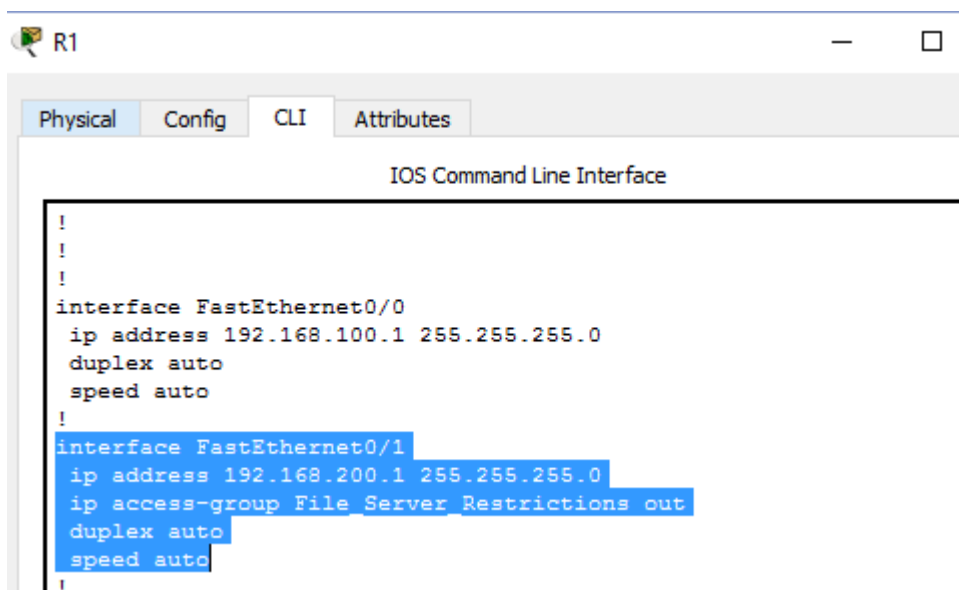 R1
Physical Config CLI Attributes
IOS Command Line Interface
!
!
!
interface FastEthernet0/0
 ip address 192.168.100.1 255.255.255.0
 duplex auto
 speed auto
!
interface FastEthernet0/1
 ip address 192.168.200.1 255.255.255.0
 ip access-group File_Server_Restrictions out
 duplex auto
 speed auto
!